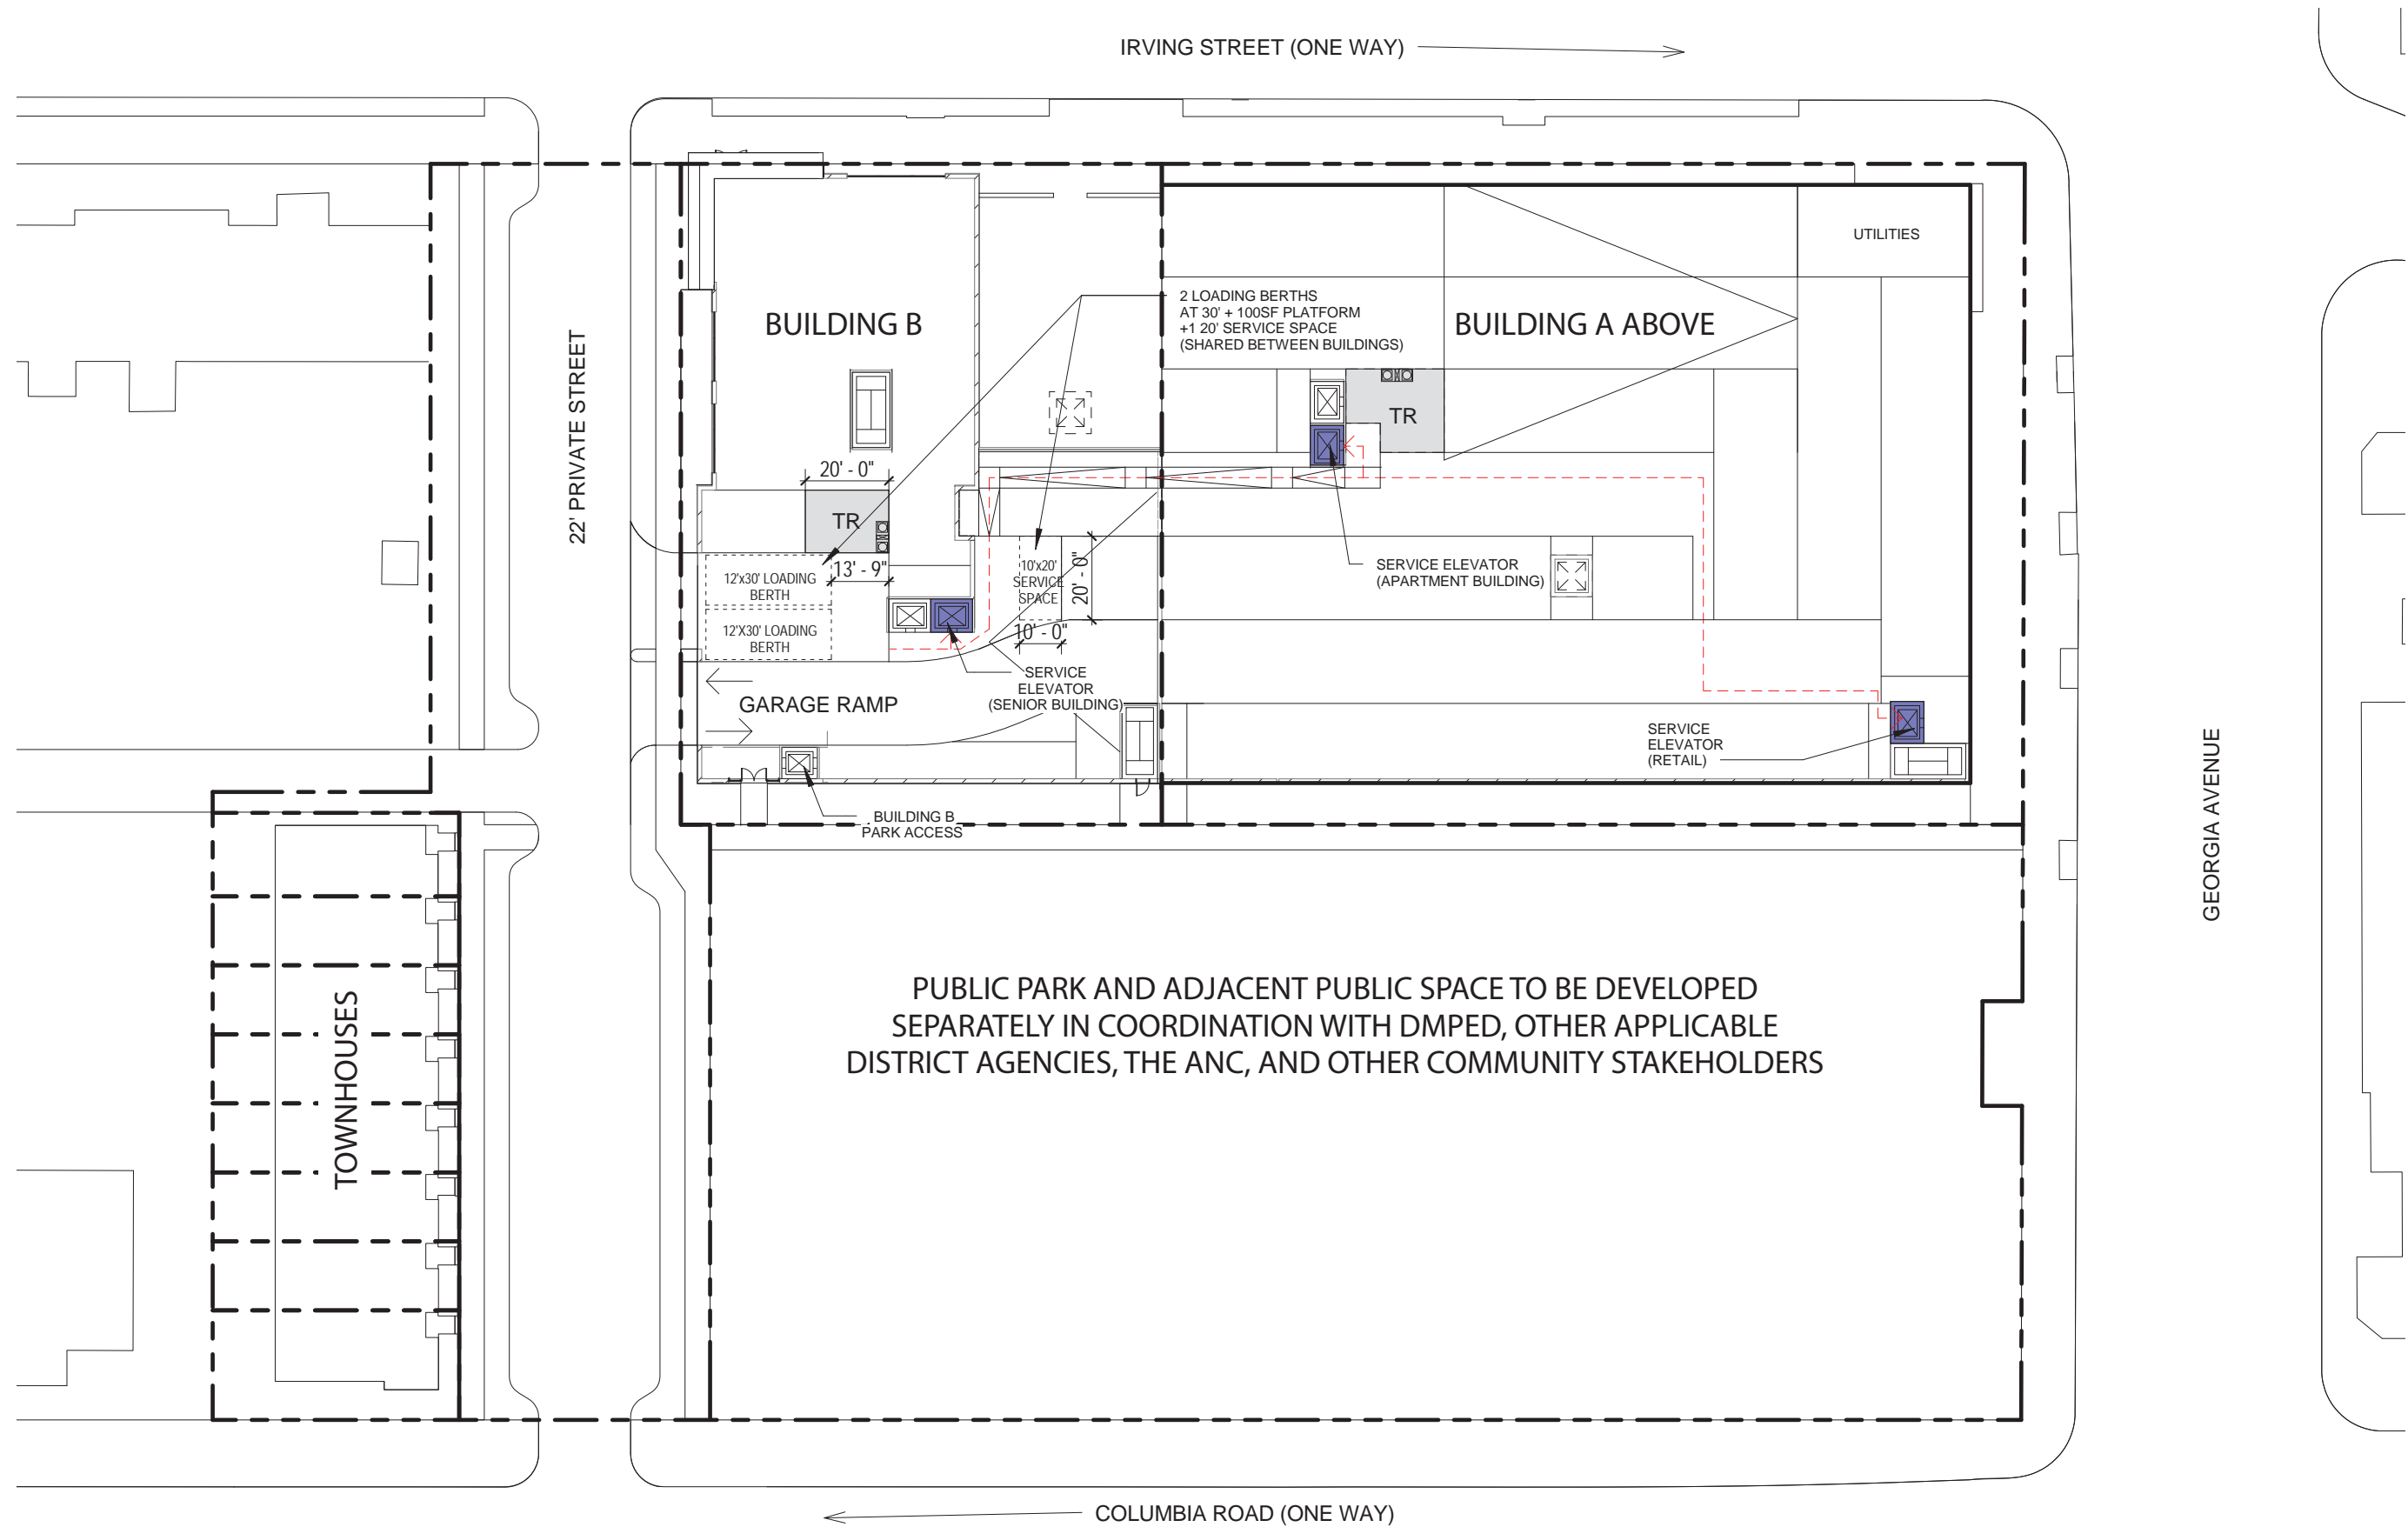 IRVING STREET (ONE WAY)
UTILITIES
2 LOADING BERTHS
AT 30' + 100SF PLATFORM
+1 20' SERVICE SPACE
(SHARED BETWEEN BUILDINGS)
BUILDING B
BUILDING A ABOVE
22' PRIVATE STREET
TR
20' - 0"
TR
12'x30' LOADING
BERTH
13' - 9"
10'x20'
SERVICE
SPACE
20' - 0"
SERVICE ELEVATOR
(APARTMENT BUILDING)
12'X30' LOADING
BERTH
10' - 0"
SERVICE
ELEVATOR
(SENIOR BUILDING)
GARAGE RAMP
SERVICE
ELEVATOR
(RETAIL)
GEORGIA AVENUE
BUILDING B
PARK ACCESS
TOWNHOUSES
PUBLIC PARK AND ADJACENT PUBLIC SPACE TO BE DEVELOPED
SEPARATELY IN COORDINATION WITH DMPED, OTHER APPLICABLE
DISTRICT AGENCIES, THE ANC, AND OTHER COMMUNITY STAKEHOLDERS
COLUMBIA ROAD (ONE WAY)